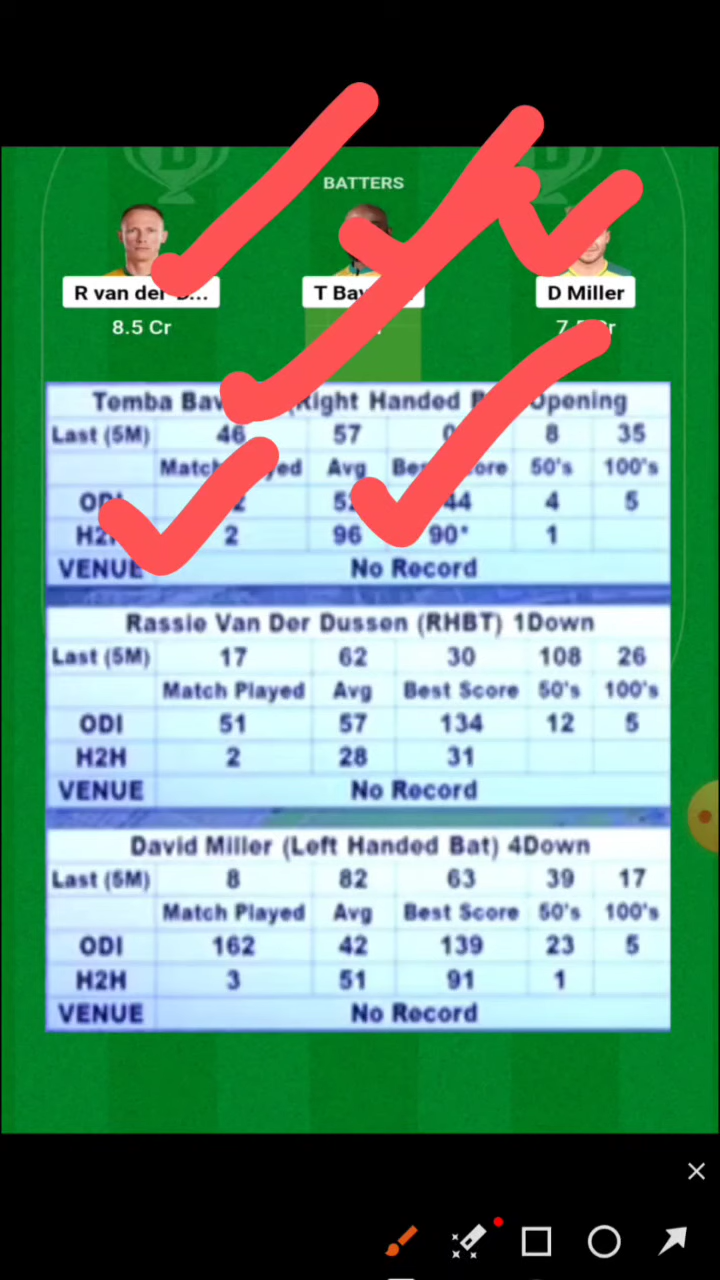 BATTERS
R van der D...
T Bav
D Miller
8.5 Cr
Temba Bav Right Handed Opening
Last (5M) 46 57 8 35
Match Played Avg Best Score 50's 100's
ODI 4 5
H2H 2 96 90* 1
VENUE No Record
Rassie Van Der Dussen (RHBT) 1Down
Last (5M) 17 62 30 108 26
Match Played Avg Best Score 50's 100's
ODI 51 57 134 12 5
H2H 2 28 31
VENUE No Record
David Miller (Left Handed Bat) 4Down
Last (5M) 8 82 63 39 17
Match Played Avg Best Score 50's 100's
ODI 162 42 139 23 5
H2H 3 51 91 1
VENUE No Record